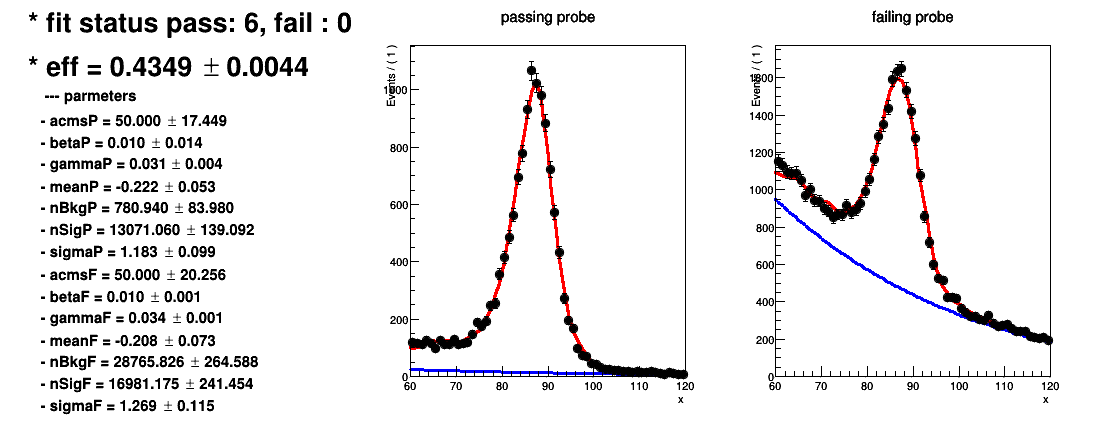 * fit status pass: 6, fail : 0
* eff = 0.4349 ± 0.0044
--- parmeters
- acmsP = 50.000 ± 17.449
- betaP = 0.010 ± 0.014
- gammaP = 0.031 ± 0.004
- meanP = -0.222 ± 0.053
- nBkgP = 780.940 ± 83.980
- nSigP = 13071.060 ± 139.092
- sigmaP = 1.183 ± 0.099
- acmsF = 50.000 ± 20.256
- betaF = 0.010 ± 0.001
- gammaF = 0.034 ± 0.001
- meanF = -0.208 ± 0.073
- nBkgF = 28765.826 ± 264.588
- nSigF = 16981.175 ± 241.454
- sigmaF = 1.269 ± 0.115
passing probe
Events / ( 1 )
1000
800
600
400
200
0
60 70 80 90 100 110 120
x
failing probe
Events / ( 1 )
1600
1400
1200
1000
800
600
400
200
0
60 70 80 90 100 110 120
x